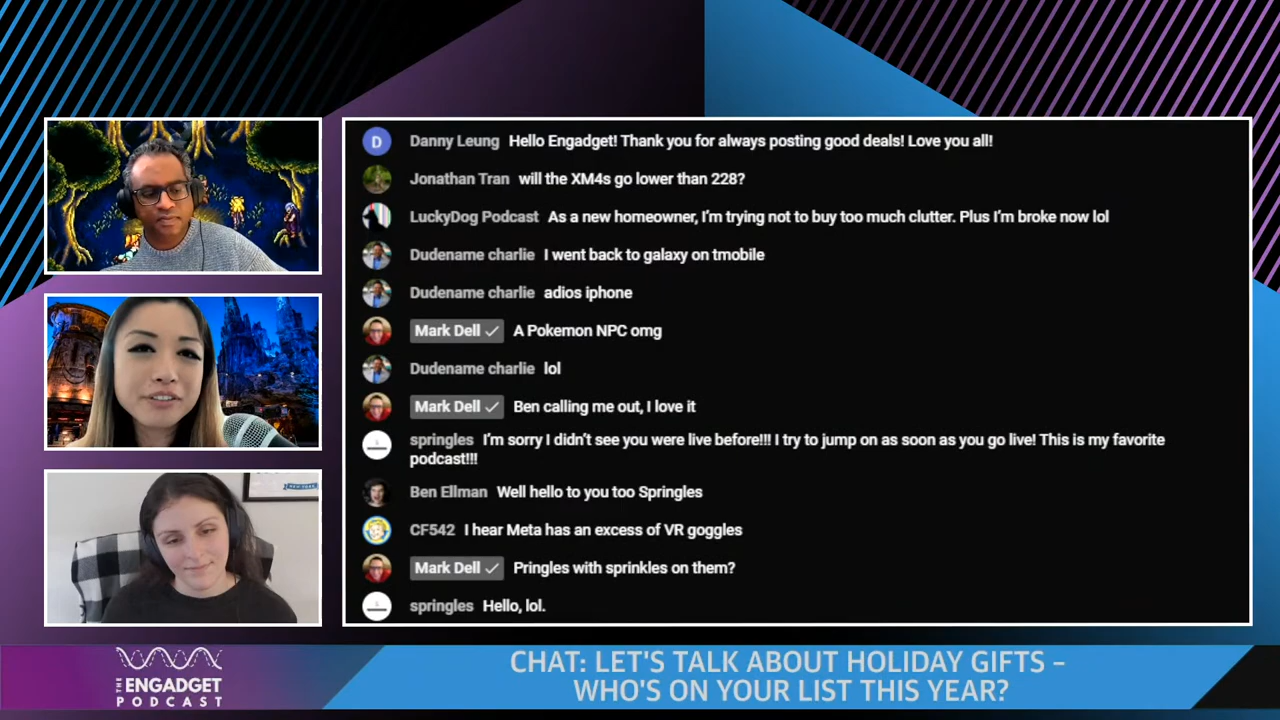 Danny Leung Hello Engadget! Thank you for always posting good deals! Love you all!
Jonathan Tran will the XM4s go lower than 228?
LuckyDog Podcast As a new homeowner, I'm trying not to buy too much clutter. Plus I'm broke now lol
Dudename charlie I went back to galaxy on tmobile
Dudename charlie adios iphone
Mark Dell ✓ A Pokemon NPC omg
Dudename charlie lol
Mark Dell ✓ Ben calling me out, I love it
springles I'm sorry I didn't see you were live before!!! I try to jump on as soon as you go live! This is my favorite
podcast!!!
Ben Ellman Well hello to you too Springles
CF542 I hear Meta has an excess of VR goggles
Mark Dell ✓ Pringles with sprinkles on them?
springles Hello, lol.
THE ENGADGET
PODCAST
CHAT: LET'S TALK ABOUT HOLIDAY GIFTS –
WHO'S ON YOUR LIST THIS YEAR?